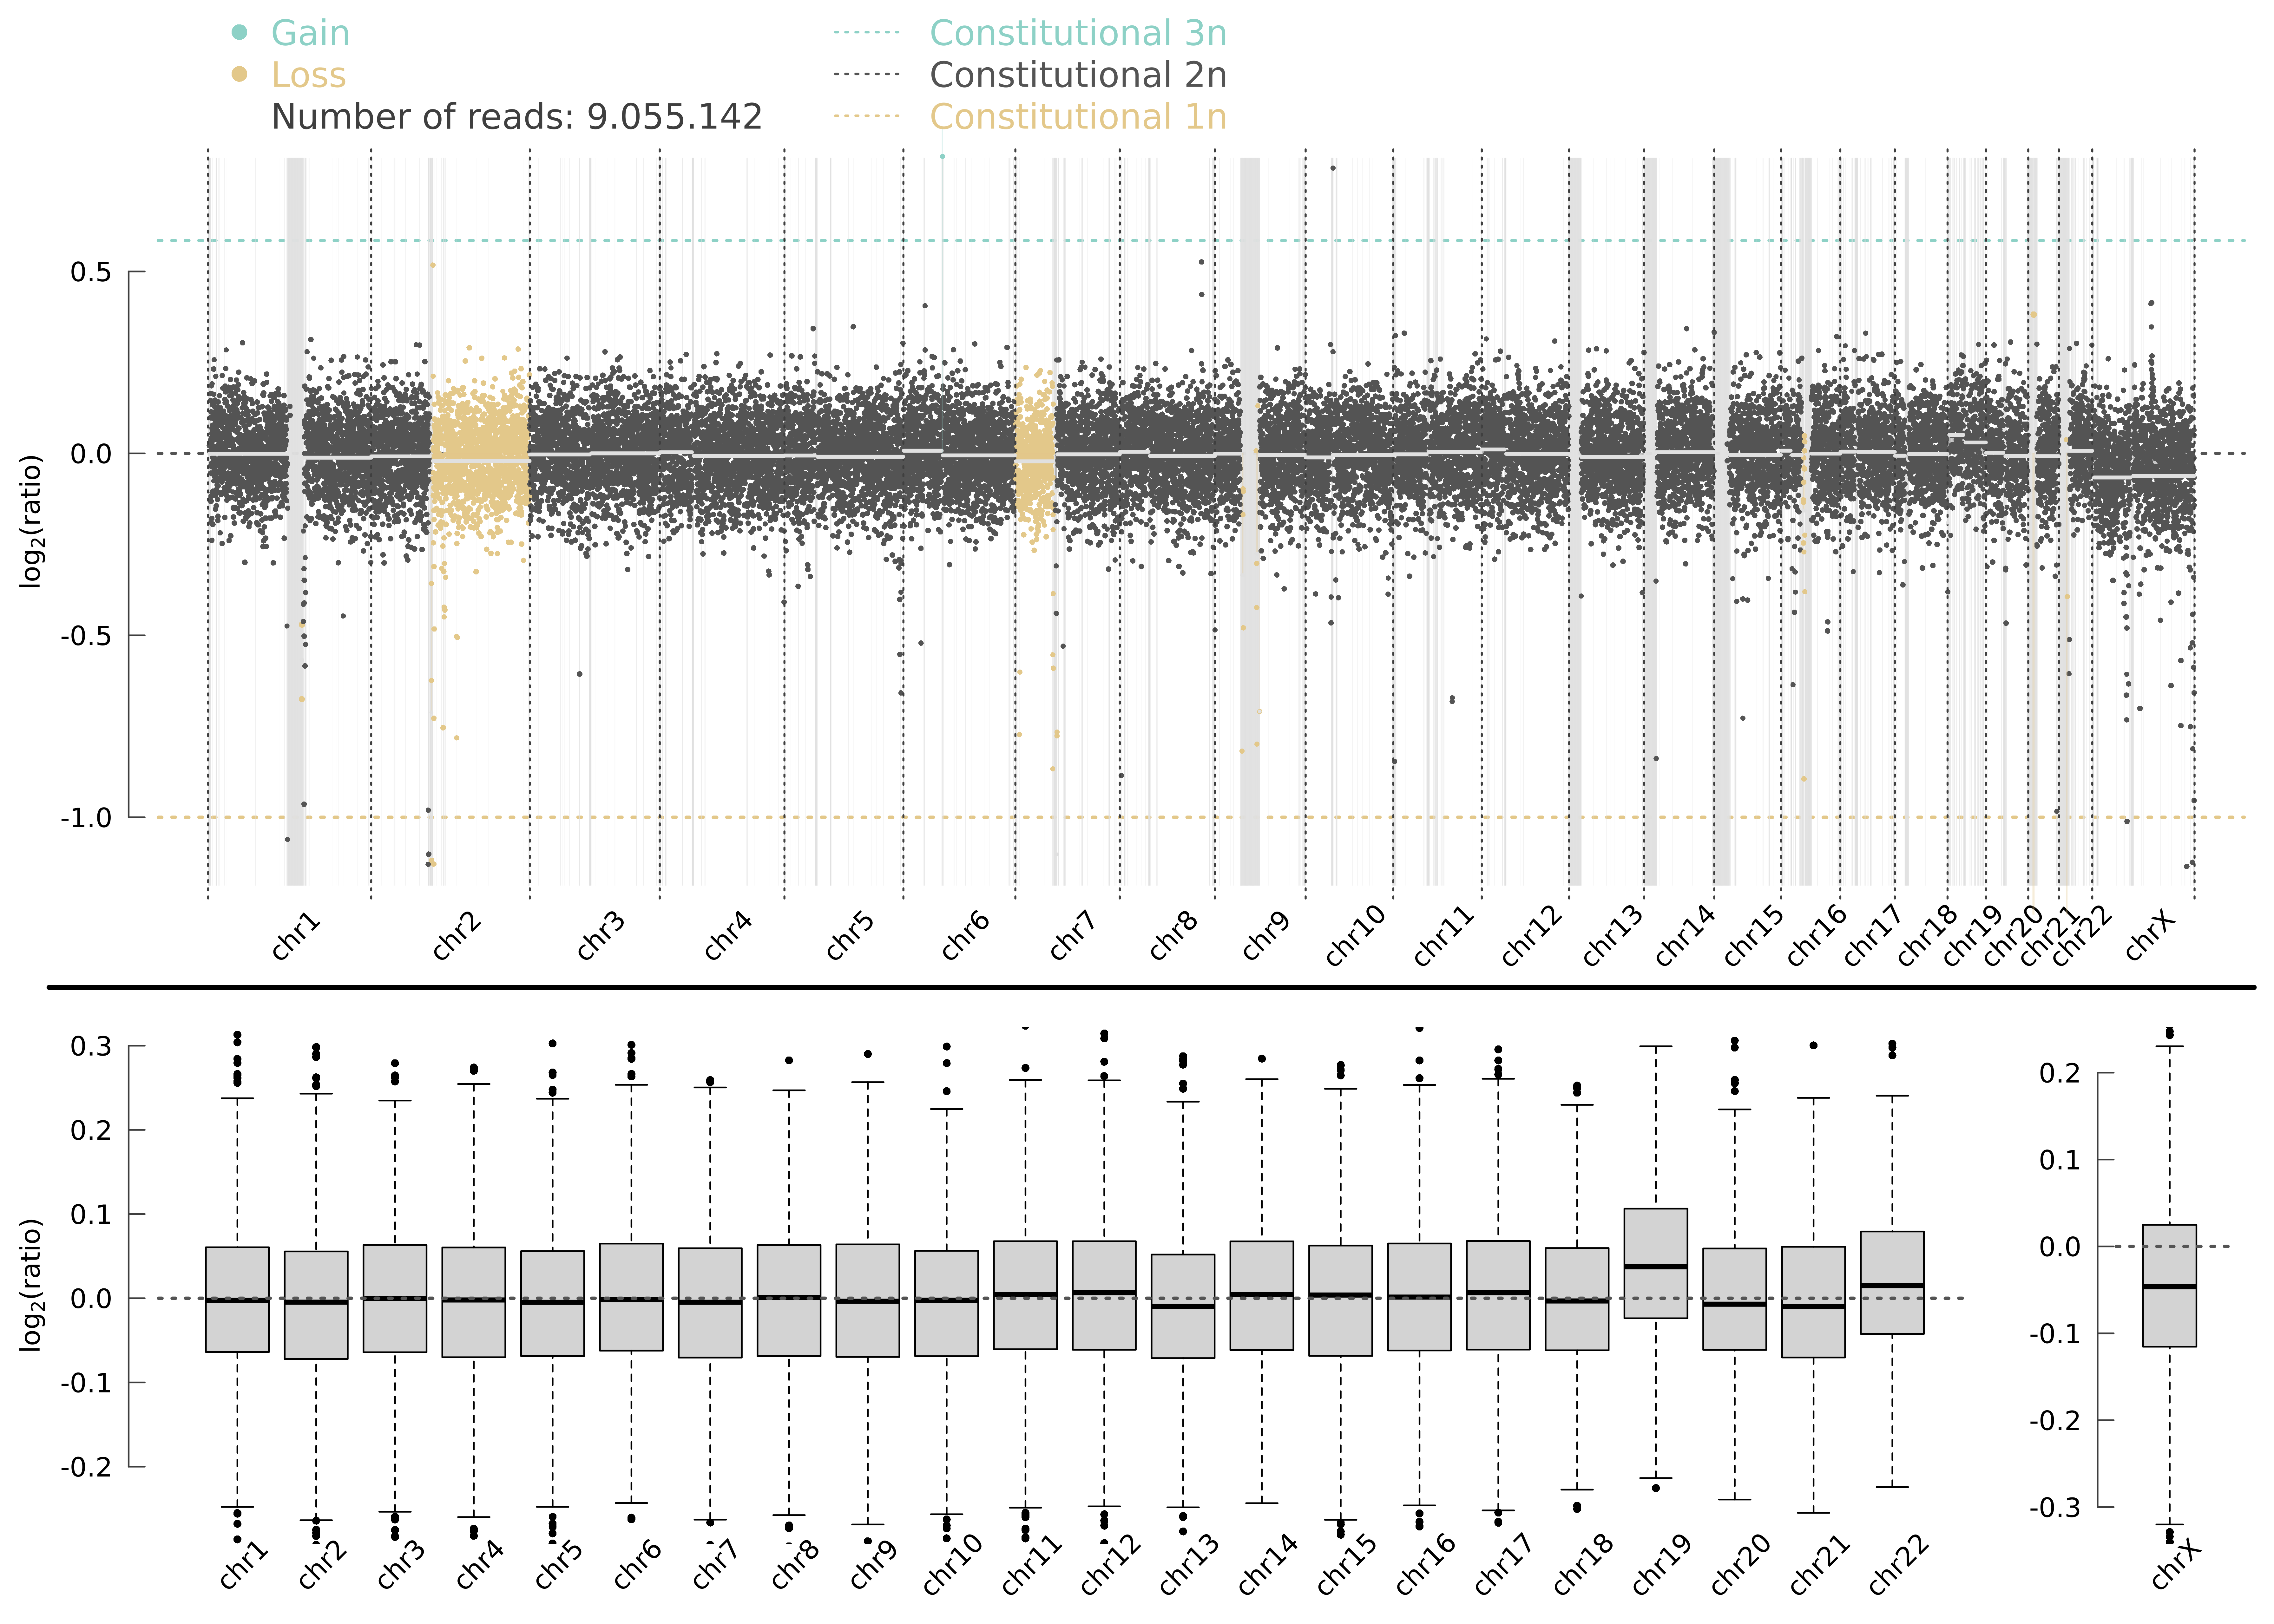 Gain
Loss
Number of reads: 9.055.142
Constitutional 3n
Constitutional 2n
Constitutional 1n
log2(ratio)
0.5
0.0
-0.5
-1.0
chr1 chr2 chr3 chr4 chr5 chr6 chr7 chr8 chr9 chr10 chr11 chr12 chr13 chr14 chr15 chr16 chr17 chr18 chr19 chr20 chr21 chr22 chrX
log2(ratio)
0.3
0.2
0.1
0.0
-0.1
-0.2
chr1 chr2 chr3 chr4 chr5 chr6 chr7 chr8 chr9 chr10 chr11 chr12 chr13 chr14 chr15 chr16 chr17 chr18 chr19 chr20 chr21 chr22
0.2
0.1
0.0
-0.1
-0.2
-0.3
chrX